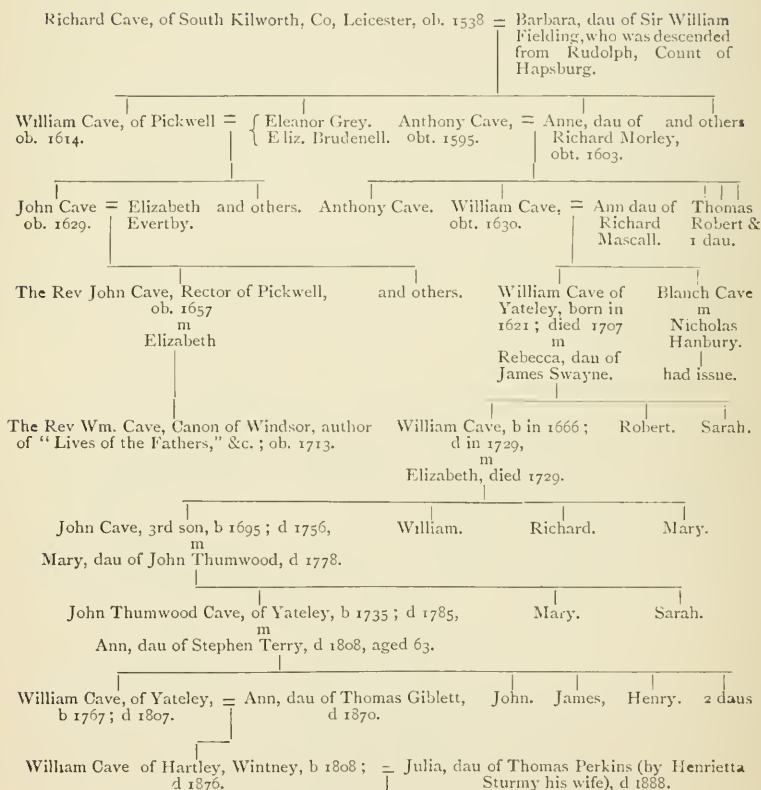 Richard Cave, of South Kilworth, Co, Leicester, ob. 1538 = Barbara, dau of Sir William
Fielding, who was descended
from Rudolph, Count of
Hapsburg.
William Cave, of Pickwell = { Eleanor Grey. Anthony Cave, = Anne, dau of and others
ob. 1614. { Eliz. Brudenell. obt. 1595. Richard Morley,
obt. 1603.
John Cave = Elizabeth and others. Anthony Cave. William Cave, = Ann dau of Thomas
ob. 1629. Evertby. obt. 1630. Richard Robert &
Mascall. 1 dau.
The Rev John Cave, Rector of Pickwell, and others. William Cave of Blanch Cave
ob. 1657 Yateley, born in m
m 1621 ; died 1707 Nicholas
Elizabeth m Hanbury.
Rebecca, dau of
James Swayne. had issue.
The Rev Wm. Cave, Canon of Windsor, author William Cave, b in 1666 ; Robert. Sarah.
of "Lives of the Fathers," &c. ; ob. 1713. d in 1729,
m
Elizabeth, died 1729.
John Cave, 3rd son, b 1695 ; d 1756, William. Richard. Mary.
m
Mary, dau of John Thumwood, d 1778.
John Thumwood Cave, of Yateley, b 1735 ; d 1785, Mary. Sarah.
m
Ann, dau of Stephen Terry, d 1808, aged 63.
William Cave, of Yateley, = Ann, dau of Thomas Giblett, John. James, Henry. 2 daus
b 1767 ; d 1807. d 1870.
William Cave of Hartley, Wintney, b 1808 ; = Julia, dau of Thomas Perkins (by Henrietta
d 1876. Sturmy his wife), d 1888.